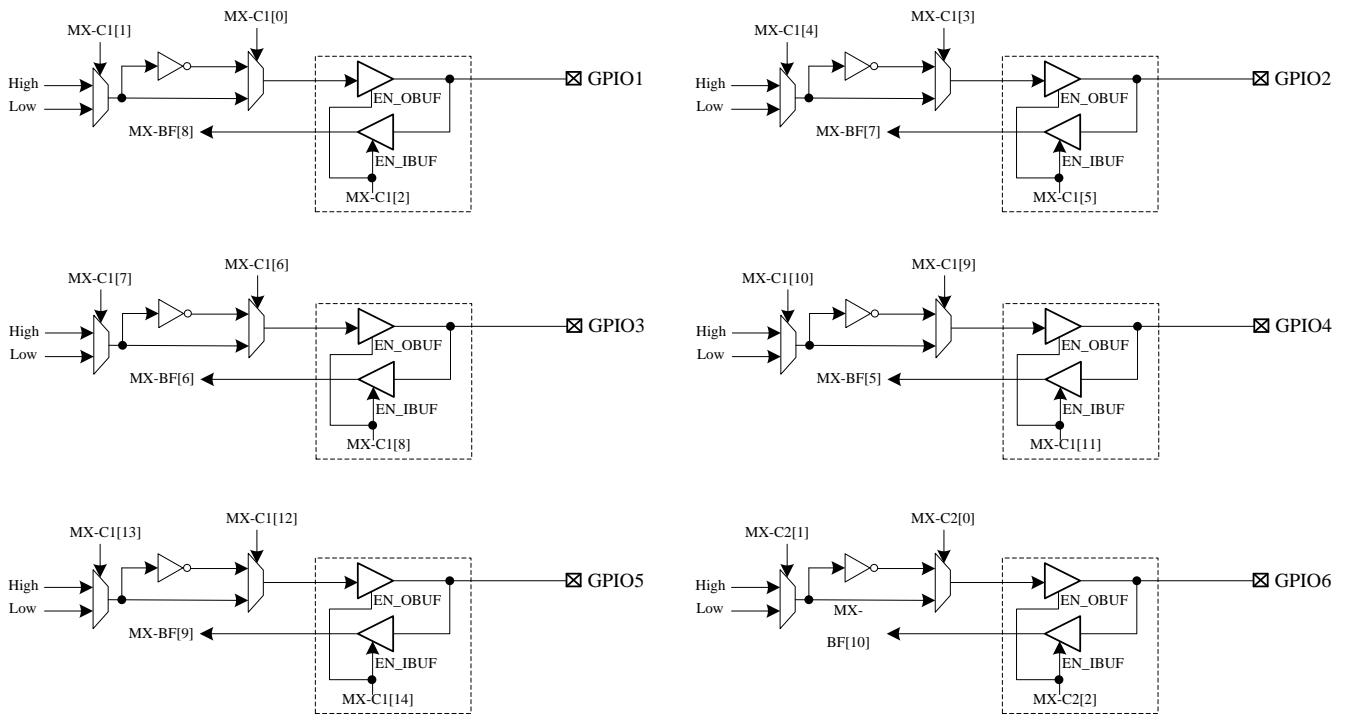 MX-C1[0]
MX-C1[1]
High
Low
GPIO1
EN_OBUF
MX-BF[8]
EN_IBUF
MX-C1[2]
MX-C1[3]
MX-C1[4]
High
Low
GPIO2
EN_OBUF
MX-BF[7]
EN_IBUF
MX-C1[5]
MX-C1[6]
MX-C1[7]
High
Low
GPIO3
EN_OBUF
MX-BF[6]
EN_IBUF
MX-C1[8]
MX-C1[9]
MX-C1[10]
High
Low
GPIO4
EN_OBUF
MX-BF[5]
EN_IBUF
MX-C1[11]
MX-C1[12]
MX-C1[13]
High
Low
GPIO5
EN_OBUF
MX-BF[9]
EN_IBUF
MX-C1[14]
MX-C2[0]
MX-C2[1]
High
Low
GPIO6
EN_OBUF
MX-
BF[10]
EN_IBUF
MX-C2[2]